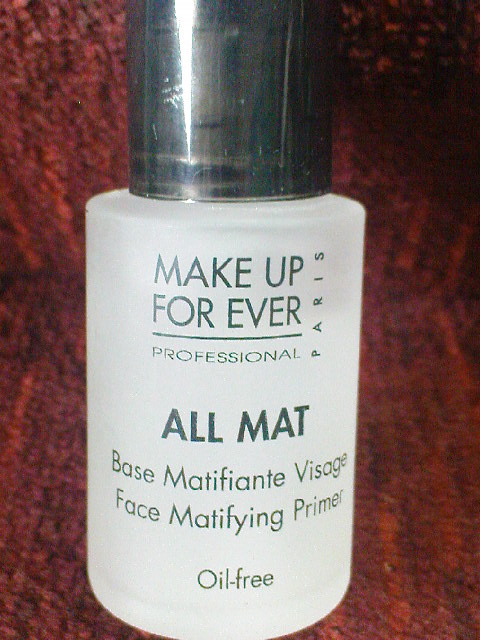 MAKE UP
FOR EVER
PARIS
PROFESSIONAL
ALL MAT
Base Matifiante Visage
Face Matifying Primer
Oil-free